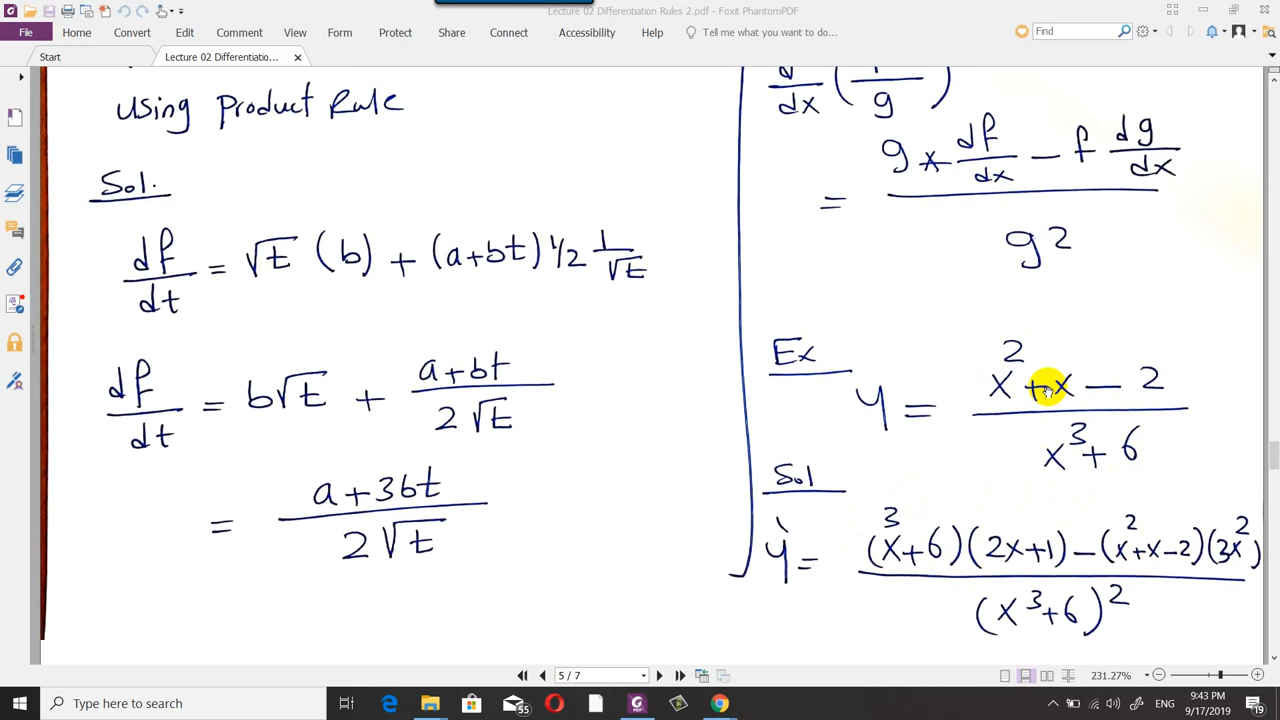 Lecture 02 Differentiation Rules 2.pdf - Foxit PhantomPDF
File Home Convert Edit Comment View Form Protect Share Connect Accessibility Help Tell me what you want to do... Find
Start Lecture 02 Differentiatio...
Using Product Rule
Sol.
df/dt = √t (b) + (a+bt) 1/2 1/√t
df/dt = b√t + (a+bt)/(2√t)
= (a+3bt)/(2√t)
d/dx ( /g)
= (g * df/dx - f dg/dx)/g²
Ex
y = (x²+x-2)/(x³+6)
Sol
ỳ = ((x³+6)(2x+1)-(x²+x-2)(3x²))/(x³+6)²
5 / 7 231.27%
Type here to search 55 ENG 9:43 PM
9/17/2019 19